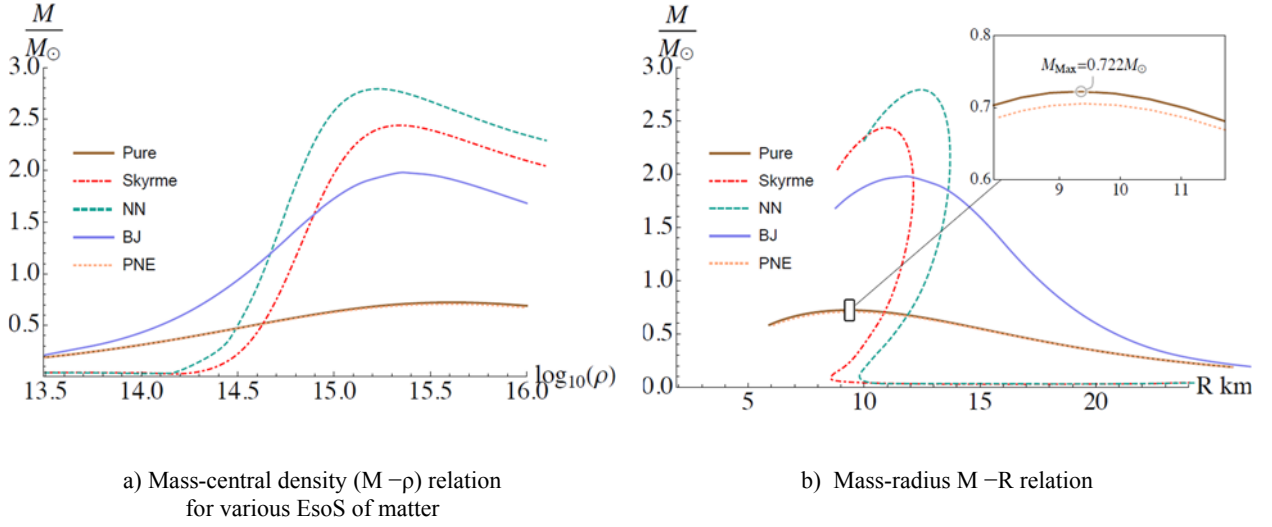 M
M☉
3.0
2.5
2.0
1.5
1.0
0.5
Pure
Skyrme
NN
BJ
PNE
13.5 14.0 14.5 15.0 15.5 16.0
log10(ρ)
M
M☉
3.0
2.5
2.0
1.5
1.0
0.5
0.0
Pure
Skyrme
NN
BJ
PNE
5 10 15 20
R km
0.8
0.7
0.6
MMax=0.722M☉
9 10 11
a) Mass-central density (M −ρ) relation
for various EsoS of matter
b) Mass-radius M −R relation